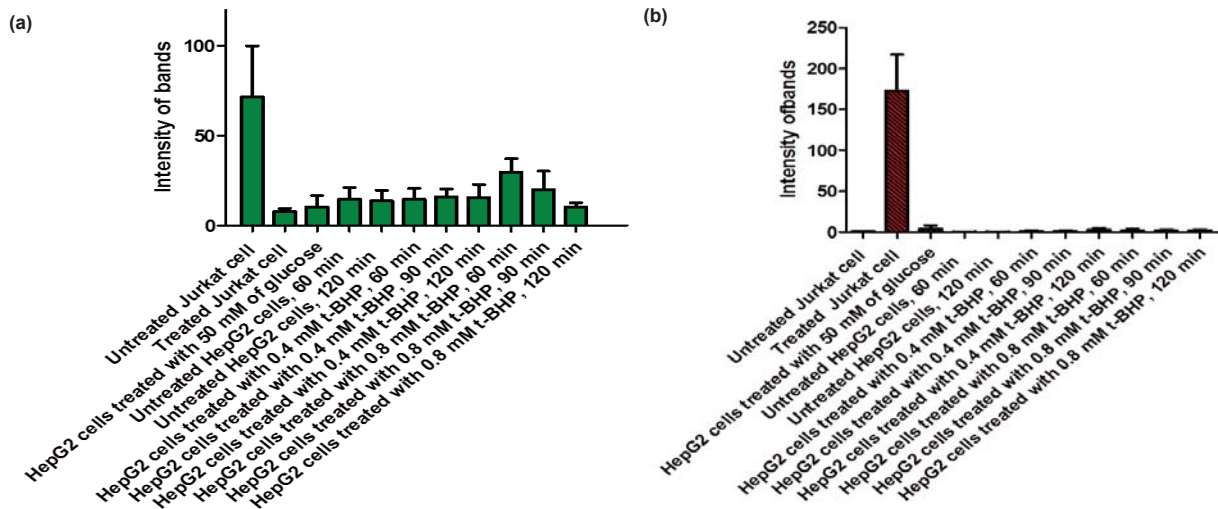 (a)
Intensity of bands
100
50
0
Untreated Jurkat cell
Treated Jurkat cell
HepG2 cells treated with 50 mM of glucose
Untreated HepG2 cells, 60 min
Untreated HepG2 cells, 120 min
HepG2 cells treated with 0.4 mM t-BHP, 60 min
HepG2 cells treated with 0.4 mM t-BHP, 90 min
HepG2 cells treated with 0.4 mM t-BHP, 120 min
HepG2 cells treated with 0.8 mM t-BHP, 60 min
HepG2 cells treated with 0.8 mM t-BHP, 90 min
HepG2 cells treated with 0.8 mM t-BHP, 120 min
(b)
Intensity ofbands
250
200
150
100
50
0
Untreated Jurkat cell
Treated Jurkat cell
HepG2 cells treated with 50 mM of glucose
Untreated HepG2 cells, 60 min
Untreated HepG2 cells, 120 min
HepG2 cells treated with 0.4 mM t-BHP, 60 min
HepG2 cells treated with 0.4 mM t-BHP, 90 min
HepG2 cells treated with 0.4 mM t-BHP, 120 min
HepG2 cells treated with 0.8 mM t-BHP, 60 min
HepG2 cells treated with 0.8 mM t-BHP, 90 min
HepG2 cells treated with 0.8 mM t-BHP, 120 min